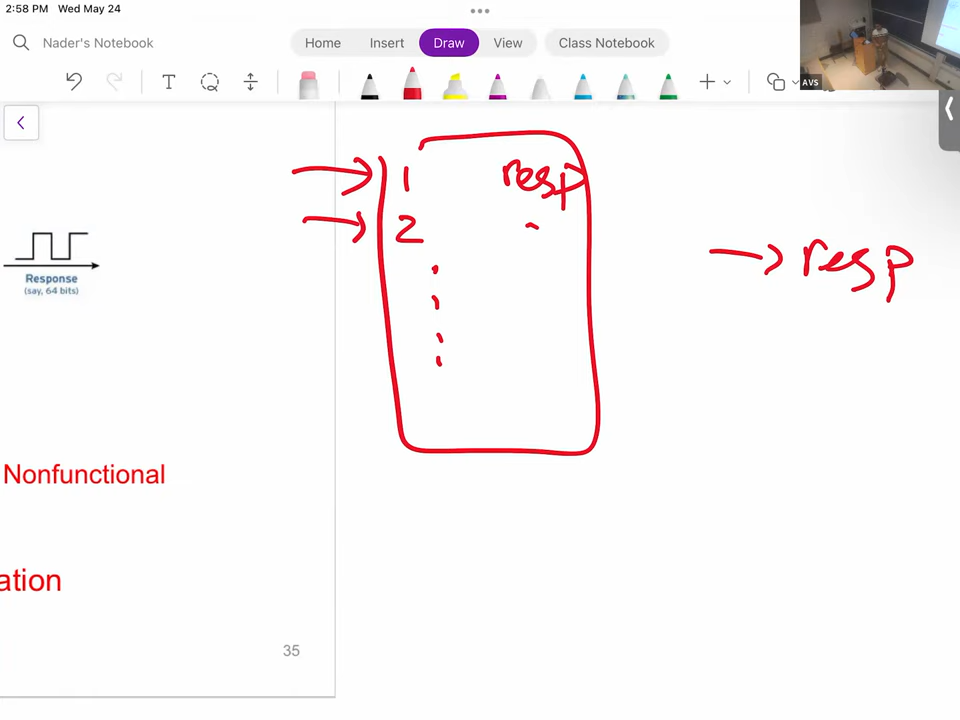 2:58 PM Wed May 24
Nader's Notebook
Home Insert Draw View Class Notebook
T
AVS
1 resp
2
→ resp
Response
(say, 64 bits)
Nonfunctional
ation
35